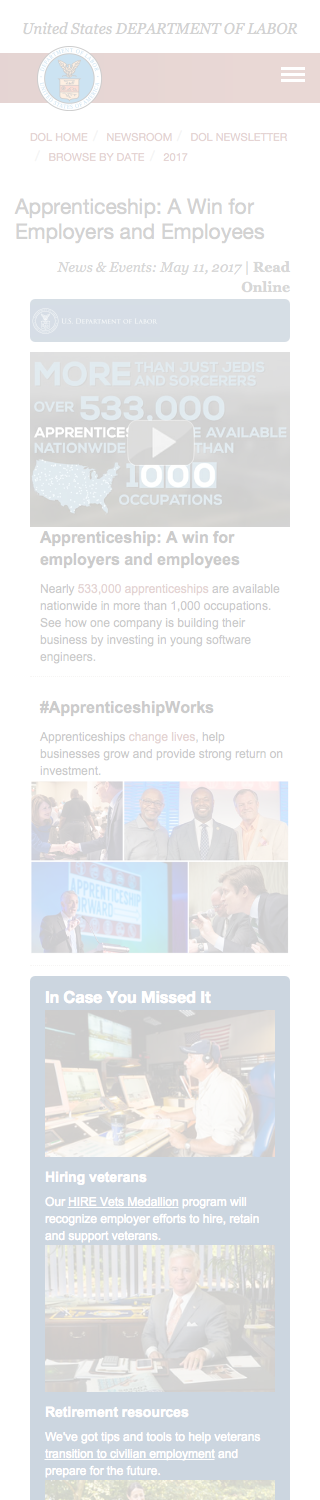 United States DEPARTMENT OF LABOR
DOL HOME / NEWSROOM / DOL NEWSLETTER
/ BROWSE BY DATE / 2017
Apprenticeship: A Win for
Employers and Employees
News & Events: May 11, 2017 | Read
Online
U.S. DEPARTMENT OF LABOR
MORE THAN JUST JEDIS
AND SORCERERS
OVER 533,000
APPRENTICES E AVAILABLE
NATIONWIDE THAN
1000
OCCUPATIONS
Apprenticeship: A win for
employers and employees
Nearly 533,000 apprenticeships are available
nationwide in more than 1,000 occupations.
See how one company is building their
business by investing in young software
engineers.
#ApprenticeshipWorks
Apprenticeships change lives, help
businesses grow and provide strong return on
investment.
APPRENTICESHIP
FORWARD
In Case You Missed It
Hiring veterans
Our HIRE Vets Medallion program will
recognize employer efforts to hire, retain
and support veterans.
Retirement resources
We've got tips and tools to help veterans
transition to civilian employment and
prepare for the future.